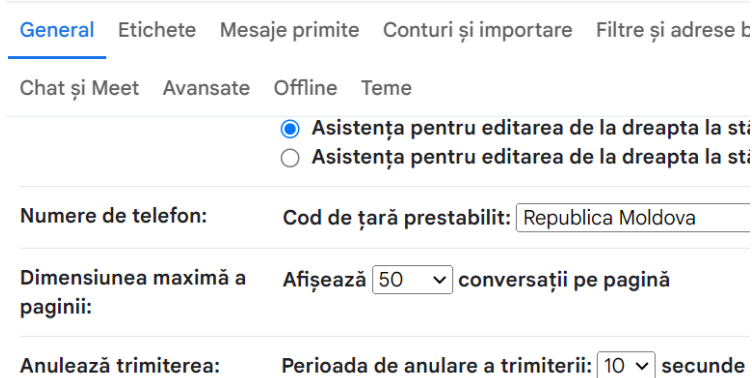 General Etichete Mesaje primite Conturi și importare Filtre și adrese
Chat și Meet Avansate Offline Teme
Asistența pentru editarea de la dreapta la
Asistența pentru editarea de la dreapta la
Numere de telefon: Cod de țară prestabilit: Republica Moldova
Dimensiunea maximă a Afișează 50 conversații pe pagină
paginii:
Anulează trimiterea: Perioada de anulare a trimiterii: 10 secunde